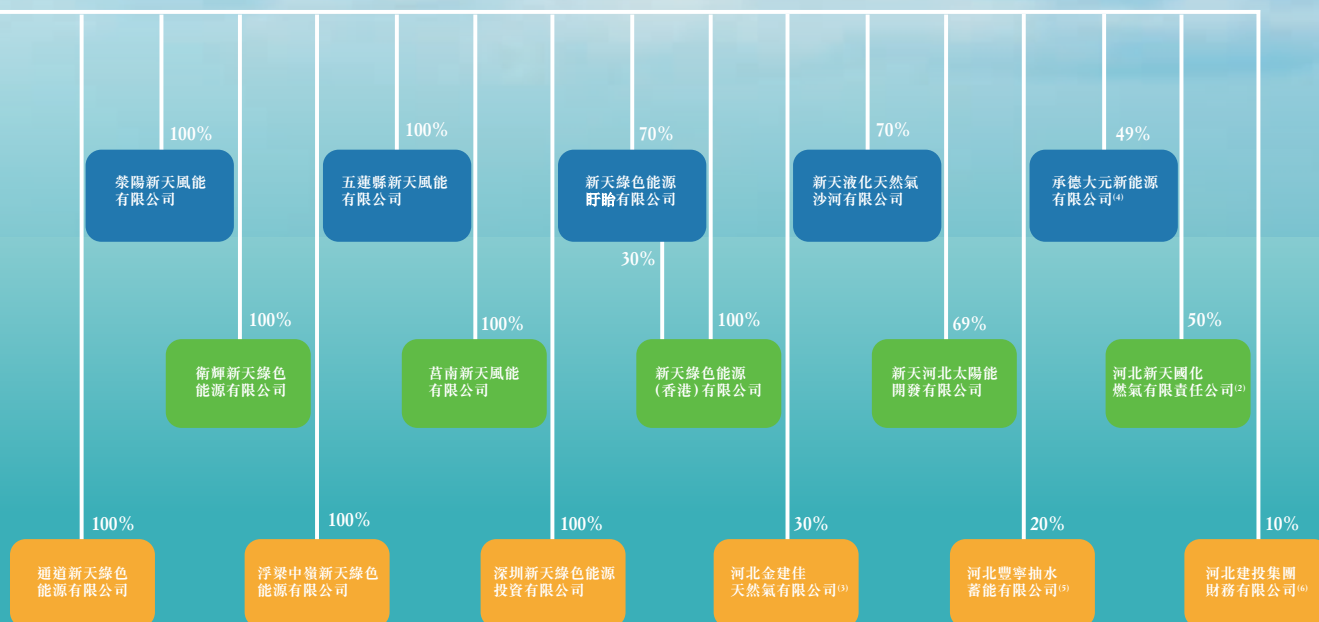 100%
滎陽新天風能
有限公司
100%
五蓮縣新天風能
有限公司
70%
新天綠色能源
盱眙有限公司
70%
新天液化天然氣
沙河有限公司
49%
承德大元新能源
有限公司(4)
30%
100%
衛輝新天綠色
能源有限公司
100%
莒南新天風能
有限公司
100%
新天綠色能源
(香港)有限公司
69%
新天河北太陽能
開發有限公司
50%
河北新天國化
燃氣有限責任公司(2)
100%
通道新天綠色
能源有限公司
100%
浮梁中嶺新天綠色
能源有限公司
100%
深圳新天綠色能源
投資有限公司
30%
河北金建佳
天然氣有限公司(3)
20%
河北豐寧抽水
蓄能有限公司(5)
10%
河北建投集團
財務有限公司(6)